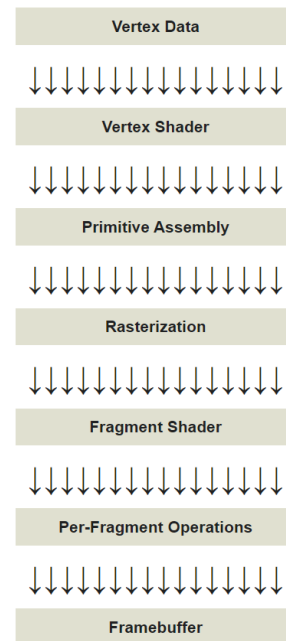 Vertex Data
Vertex Shader
Primitive Assembly
Rasterization
Fragment Shader
Per-Fragment Operations
Framebuffer